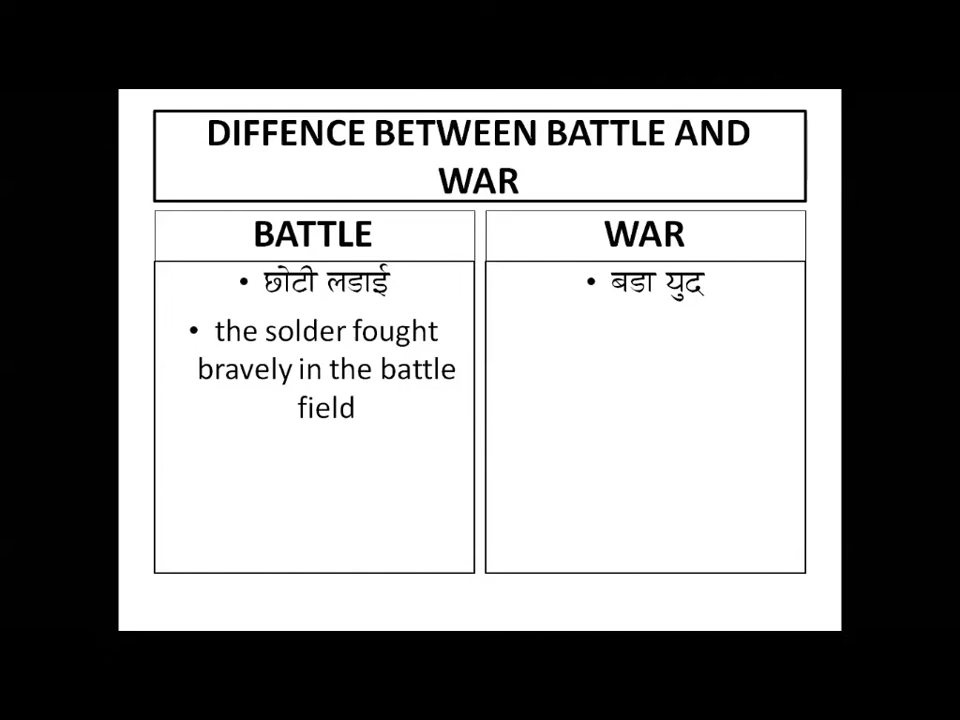 DIFFENCE BETWEEN BATTLE AND
WAR
BATTLE
• छोटी लडाई
• the solder fought
bravely in the battle
field
WAR
• बडा युद